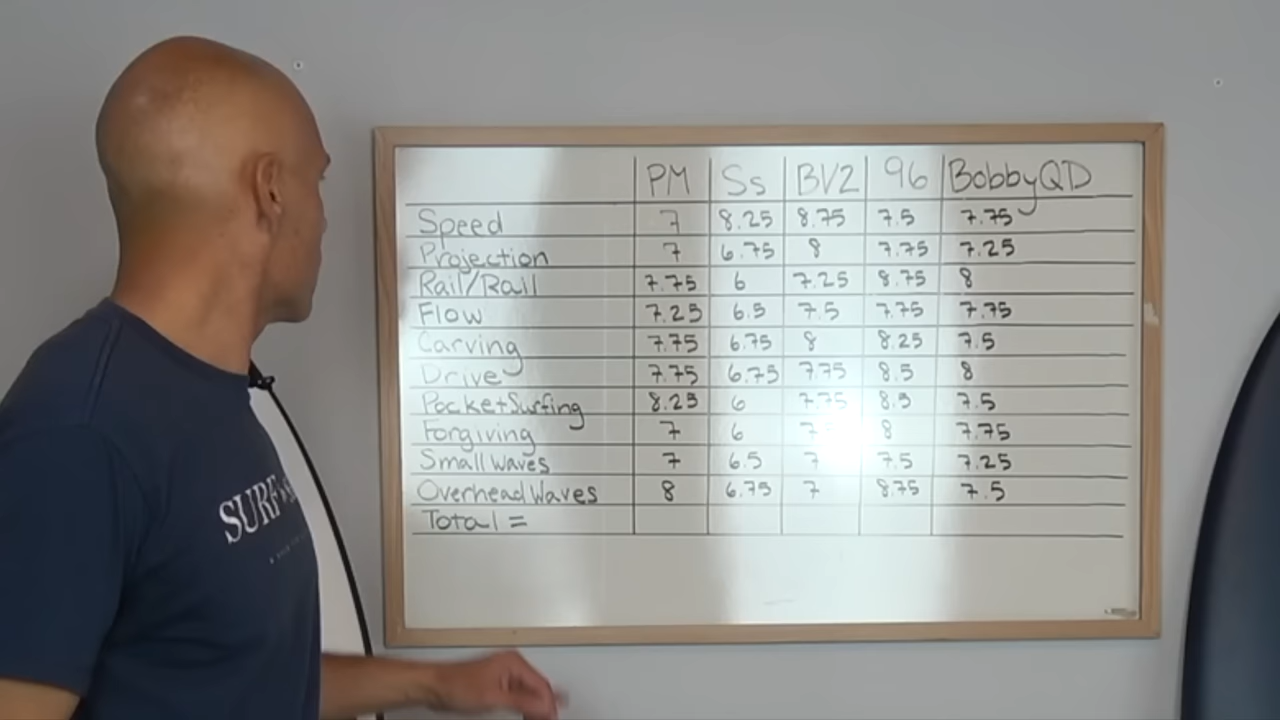 PM Ss BV2 96 BobbyQD
Speed 7 8.25 8.75 7.5 7.75
Projection 7 6.75 8 7.75 7.25
Rail/Rail 7.75 6 7.25 8.75 8
Flow 7.25 6.5 7.5 7.75 7.75
Carving 7.75 6.75 8 8.25 7.5
Drive 7.75 6.75 7.75 8.5 8
Pocket Surfing 8.25 6 7.75 8.5 7.5
Forgiving 7 6 8 7.75
Small Waves 7 6.5 7 7.5 7.25
Overhead Waves 8 6.75 7 8.75 7.5
Total =
SURF